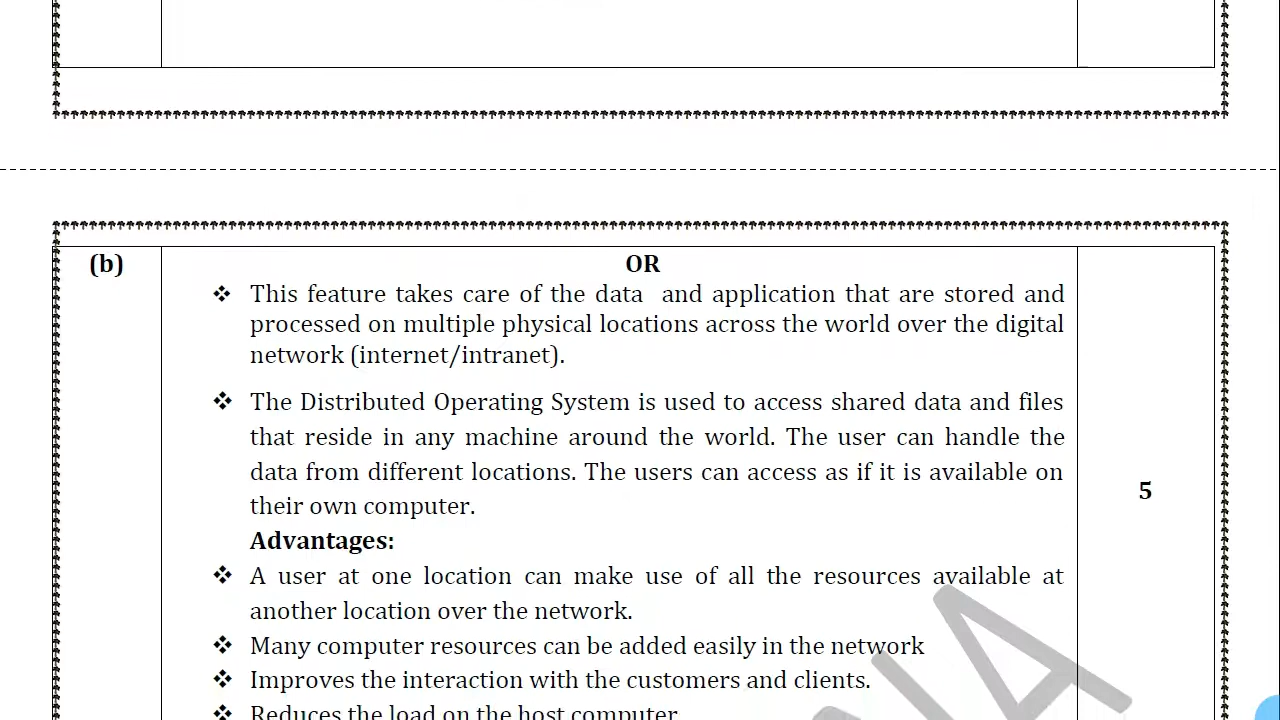 (b)
OR
❖ This feature takes care of the data and application that are stored and
processed on multiple physical locations across the world over the digital
network (internet/intranet).
❖ The Distributed Operating System is used to access shared data and files
that reside in any machine around the world. The user can handle the
data from different locations. The users can access as if it is available on
their own computer.
5
Advantages:
❖ A user at one location can make use of all the resources available at
another location over the network.
❖ Many computer resources can be added easily in the network
❖ Improves the interaction with the customers and clients.
❖ Reduces the load on the host computer